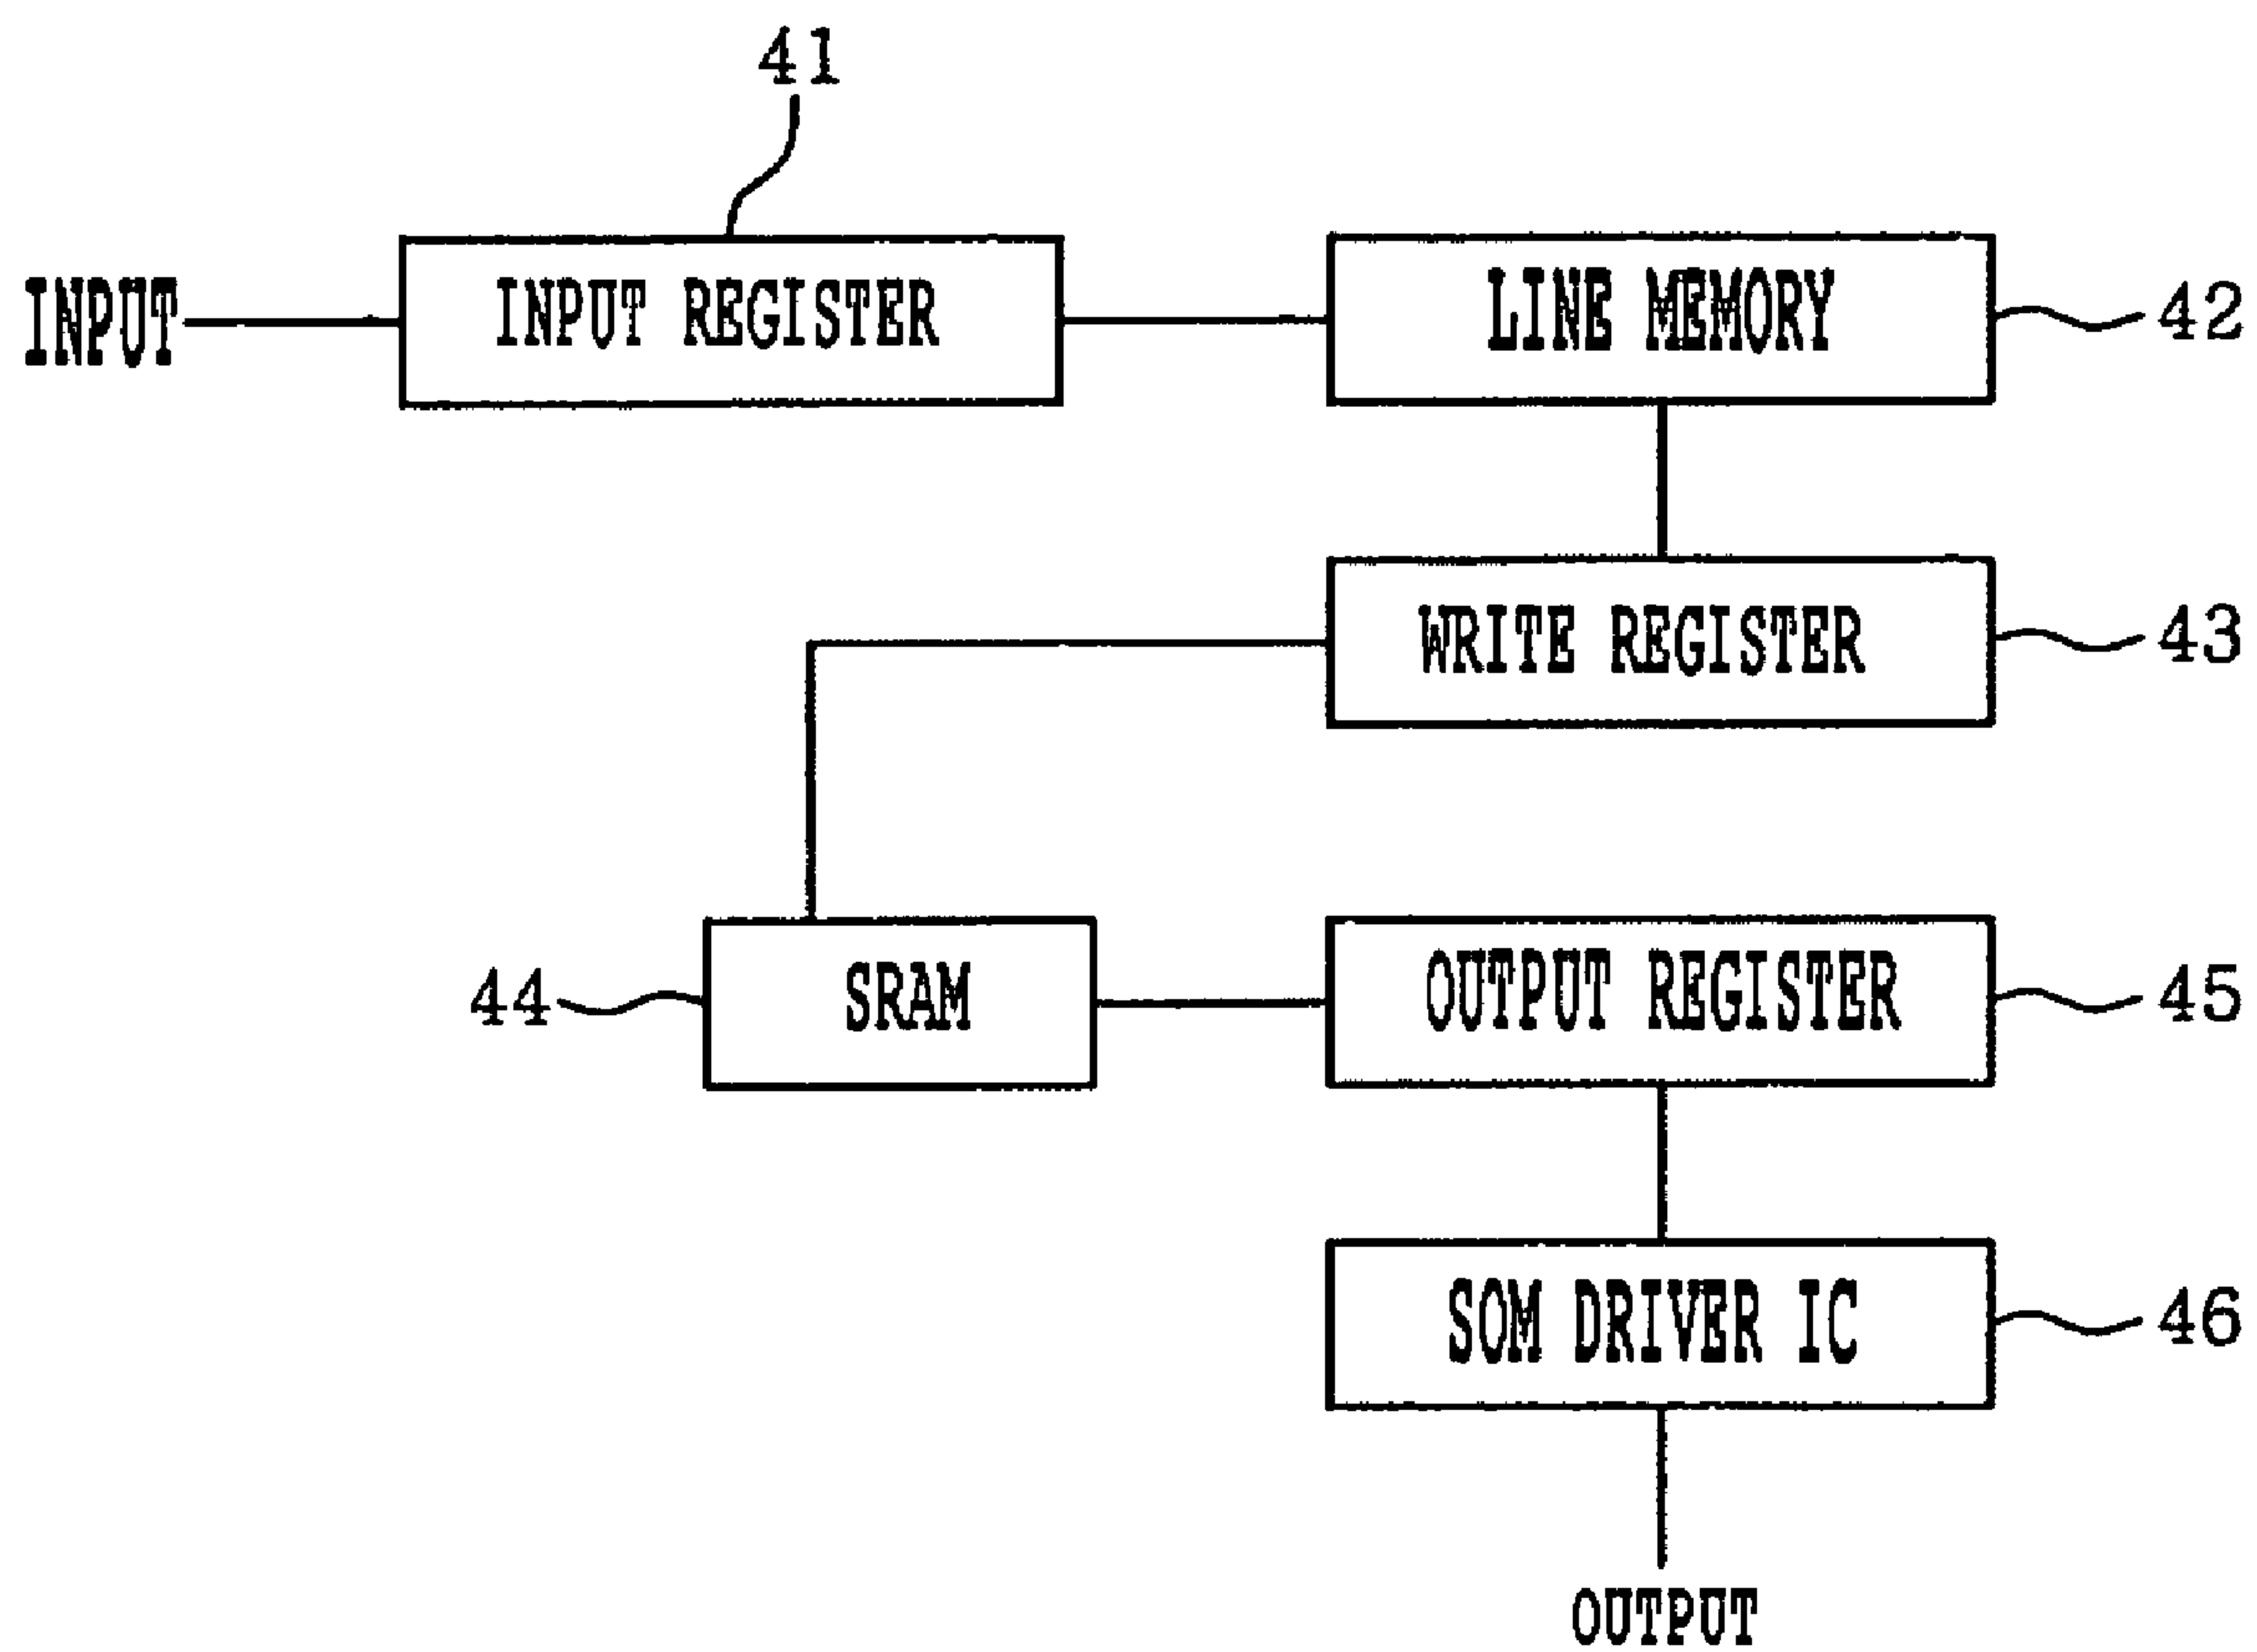 41
INPUT
INPUT REGISTER
LINE MEMORY
42
WRITE REGISTER
43
44
SRAM
OUTPUT REGISTER
45
SOM DRIVER IC
46
OUTPUT